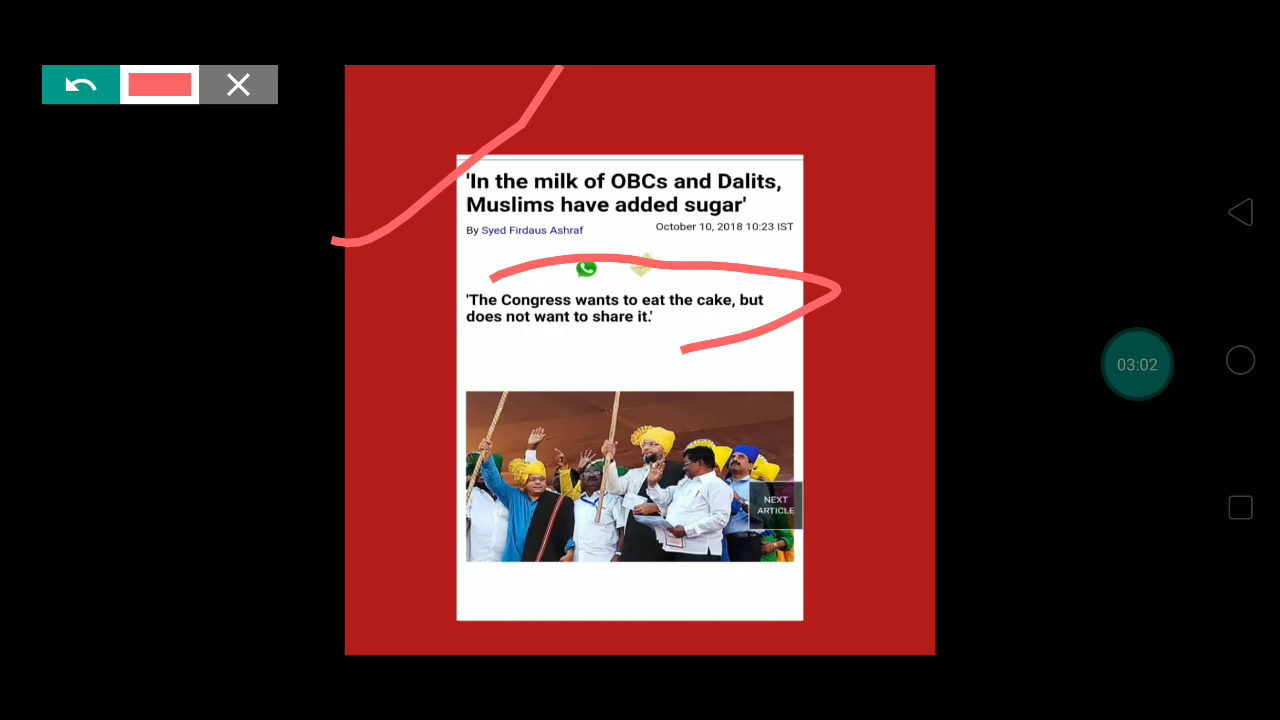 'In the milk of OBCs and Dalits,
Muslims have added sugar'
By Syed Firdaus Ashraf
October 10, 2018 10:23 IST
'The Congress wants to eat the cake, but
does not want to share it.'
NEXT
ARTICLE
03:02